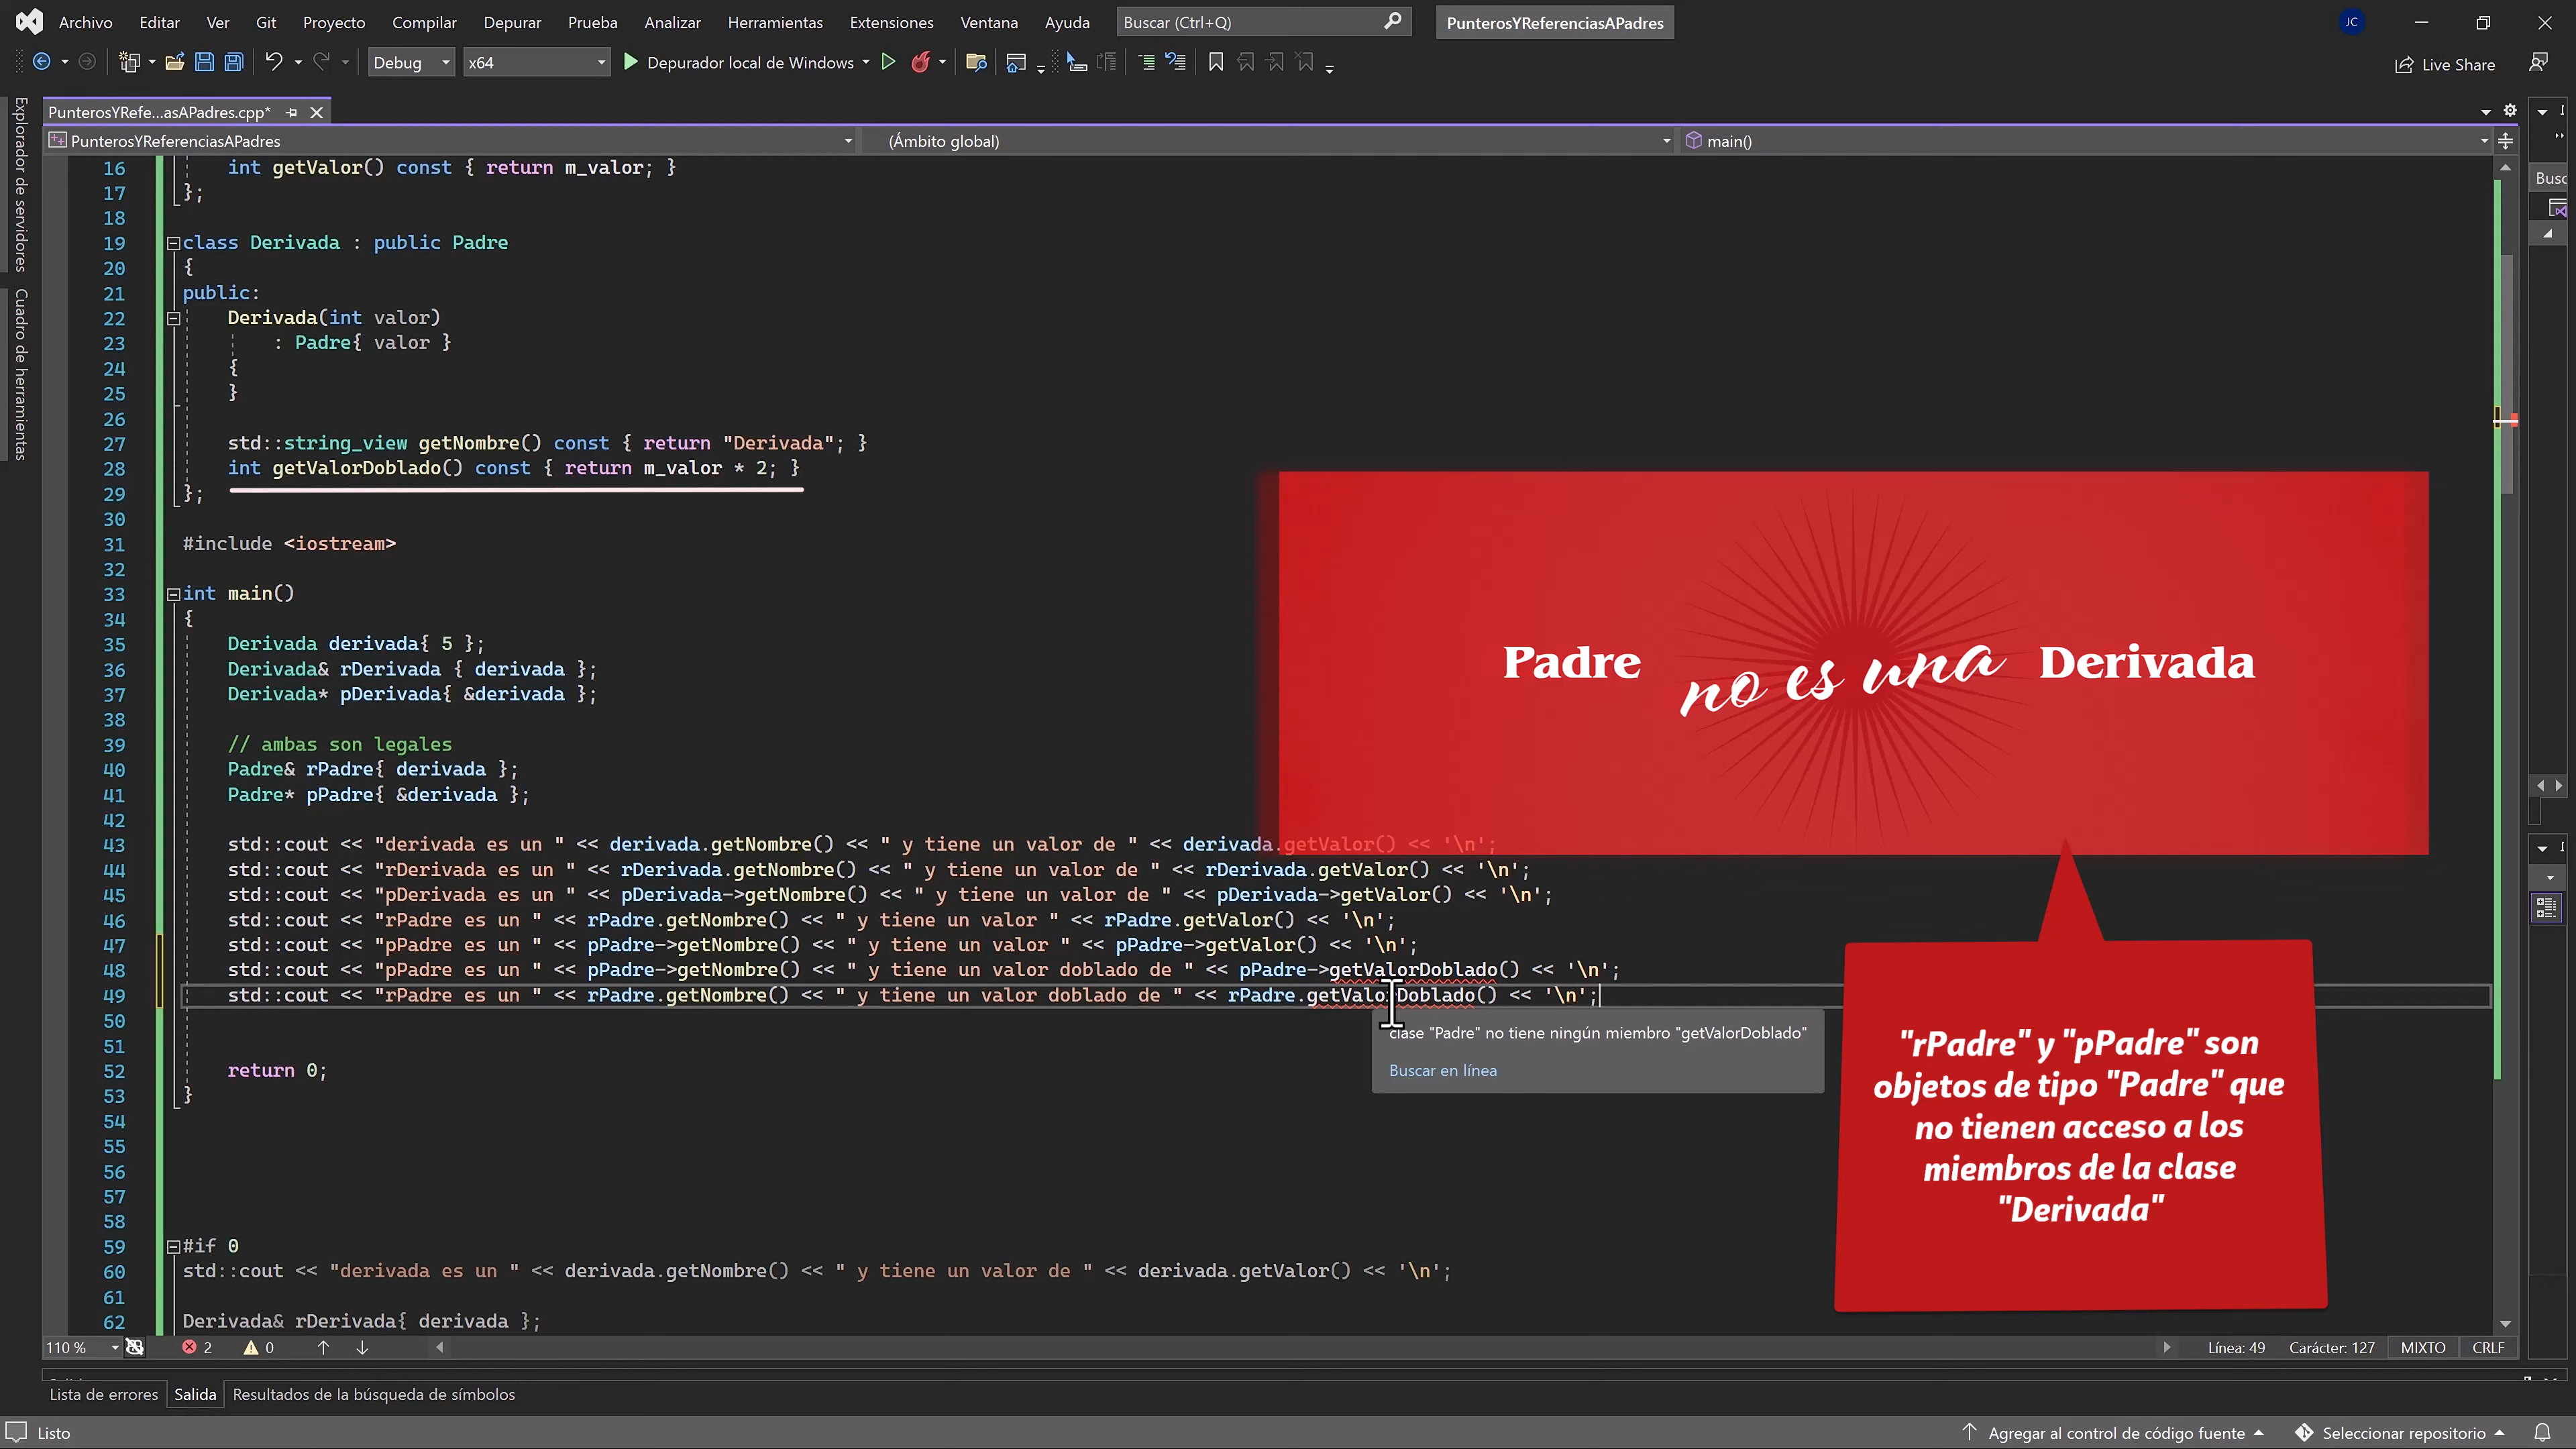 Archivo Editar Ver Git Proyecto Compilar Depurar Prueba Analizar Herramientas Extensiones Ventana Ayuda Buscar (Ctrl+Q) PunterosYReferenciasAPadres JC
Debug x64 Depurador local de Windows Live Share
Explorador de servidores
Cuadro de herramientas
PunterosYRefe...asAPadres.cpp*
PunterosYReferenciasAPadres (Ámbito global) main()
16 int getValor() const { return m_valor; }
17 };
18
19 class Derivada : public Padre
20 {
21 public:
22 Derivada(int valor)
23 : Padre{ valor }
24 {
25 }
26
27 std::string_view getNombre() const { return "Derivada"; }
28 int getValorDoblado() const { return m_valor * 2; }
29 };
30
31 #include <iostream>
32
33 int main()
34 {
35 Derivada derivada{ 5 };
36 Derivada& rDerivada { derivada };
37 Derivada* pDerivada{ &derivada };
38
39 // ambas son legales
40 Padre& rPadre{ derivada };
41 Padre* pPadre{ &derivada };
42
43 std::cout << "derivada es un " << derivada.getNombre() << " y tiene un valor de " << derivada.getValor() << '\n';
44 std::cout << "rDerivada es un " << rDerivada.getNombre() << " y tiene un valor de " << rDerivada.getValor() << '\n';
45 std::cout << "pDerivada es un " << pDerivada->getNombre() << " y tiene un valor de " << pDerivada->getValor() << '\n';
46 std::cout << "rPadre es un " << rPadre.getNombre() << " y tiene un valor " << rPadre.getValor() << '\n';
47 std::cout << "pPadre es un " << pPadre->getNombre() << " y tiene un valor " << pPadre->getValor() << '\n';
48 std::cout << "pPadre es un " << pPadre->getNombre() << " y tiene un valor doblado de " << pPadre->getValorDoblado() << '\n';
49 std::cout << "rPadre es un " << rPadre.getNombre() << " y tiene un valor doblado de " << rPadre.getValorDoblado() << '\n';
50
51
52 return 0;
53 }
54
55
56
57
58
59 #if 0
60 std::cout << "derivada es un " << derivada.getNombre() << " y tiene un valor de " << derivada.getValor() << '\n';
61
62 Derivada& rDerivada{ derivada };
clase "Padre" no tiene ningún miembro "getValorDoblado"
Buscar en línea
Padre no es una Derivada
"rPadre" y "pPadre" son
objetos de tipo "Padre" que
no tienen acceso a los
miembros de la clase
"Derivada"
Busc
110 % 2 0 Línea: 49 Carácter: 127 MIXTO CRLF
Lista de errores Salida Resultados de la búsqueda de símbolos
Listo Agregar al control de código fuente Seleccionar repositorio